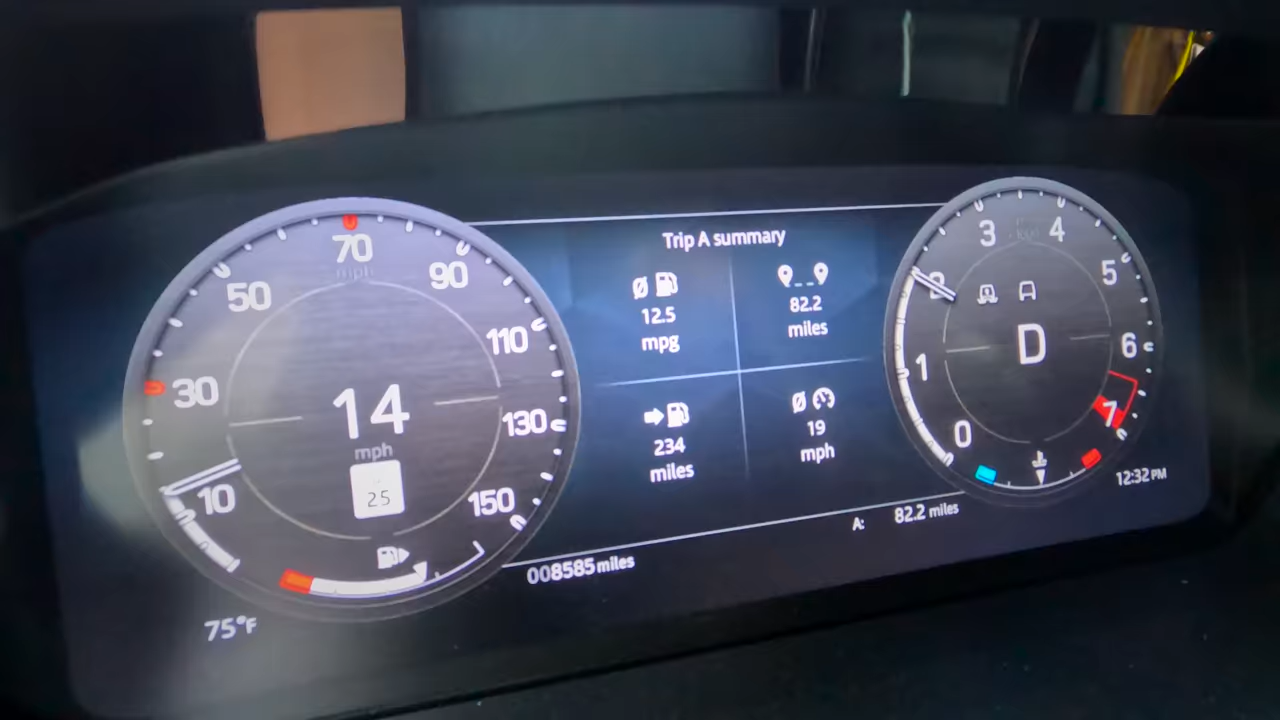 Trip A summary
12.5
mpg
82.2
miles
234
miles
19
mph
10
30
50
70
90
110
130
150
mph
14
mph
25
0
1
2
3
4
5
6
7
D
008585 miles
A: 82.2 miles
75°F
12:32 PM